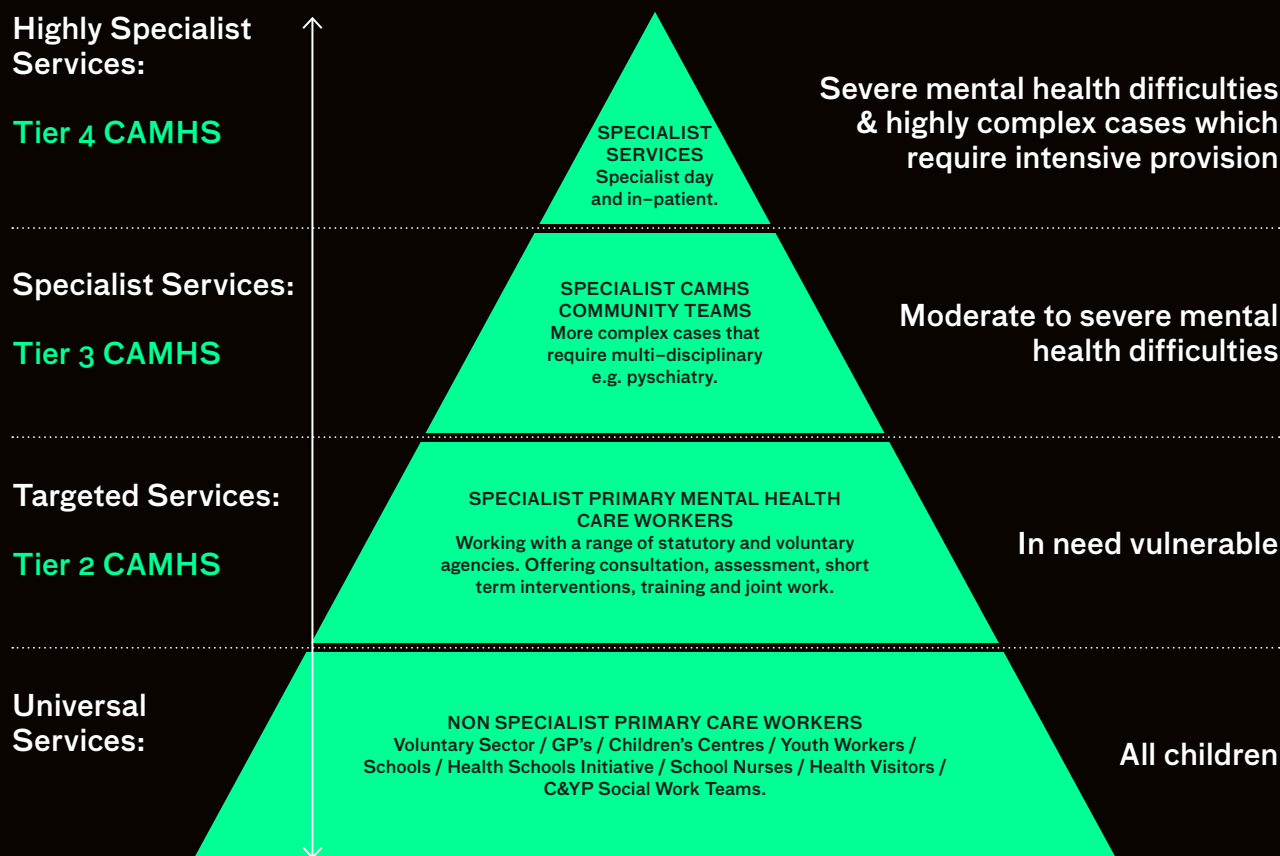 Highly Specialist
Services:
Tier 4 CAMHS
SPECIALIST
SERVICES
Specialist day
and in–patient.
Severe mental health difficulties
& highly complex cases which
require intensive provision
Specialist Services:
Tier 3 CAMHS
SPECIALIST CAMHS
COMMUNITY TEAMS
More complex cases that
require multi–disciplinary
e.g. pyschiatry.
Moderate to severe mental
health difficulties
Targeted Services:
Tier 2 CAMHS
SPECIALIST PRIMARY MENTAL HEALTH
CARE WORKERS
Working with a range of statutory and voluntary
agencies. Offering consultation, assessment, short
term interventions, training and joint work.
In need vulnerable
Universal
Services:
NON SPECIALIST PRIMARY CARE WORKERS
Voluntary Sector / GP’s / Children’s Centres / Youth Workers /
Schools / Health Schools Initiative / School Nurses / Health Visitors /
C&YP Social Work Teams.
All children